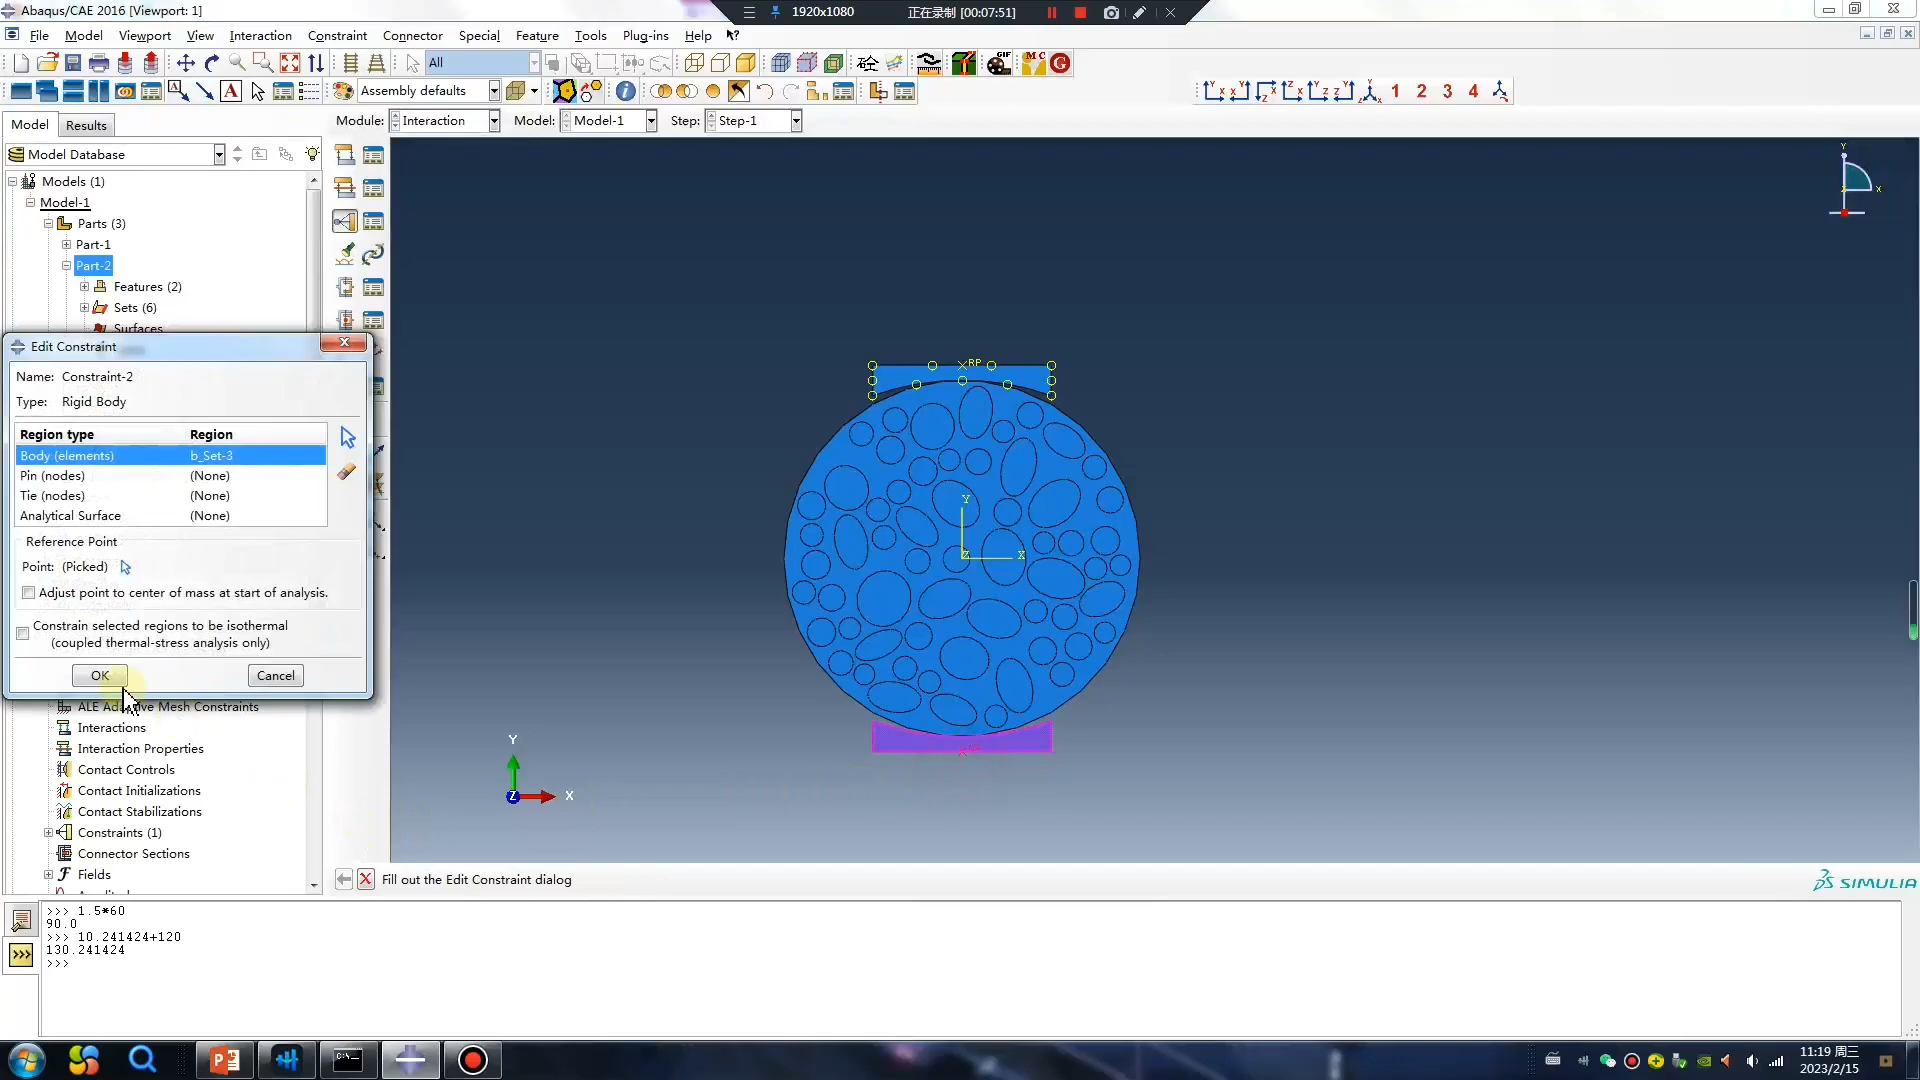 Abaqus/CAE 2016 [Viewport: 1]
1920x1080
正在录制 [00:07:51]
File Model Viewport View Interaction Constraint Connector Special Feature Tools Plug-ins Help
All
GIF
M C
G
砼
Assembly defaults
1 2 3 4
Model Results
Module: Interaction Model: Model-1 Step: Step-1
Model Database
Models (1)
Model-1
Parts (3)
Part-1
Part-2
Features (2)
Sets (6)
Surfaces
Edit Constraint
Name: Constraint-2
Type: Rigid Body
Region type Region
Body (elements) b_Set-3
Pin (nodes) (None)
Tie (nodes) (None)
Analytical Surface (None)
Reference Point
Point: (Picked)
Adjust point to center of mass at start of analysis.
Constrain selected regions to be isothermal
(coupled thermal-stress analysis only)
OK Cancel
Interactions
Interaction Properties
Contact Controls
Contact Initializations
Contact Stabilizations
Constraints (1)
Connector Sections
Fields
Y
X
RP
Y
X
Z
Y
Z
X
Fill out the Edit Constraint dialog
SIMULIA
>>> 1.5*60
90.0
>>> 10.241424+120
130.241424
>>>
11:19 周三
2023/2/15